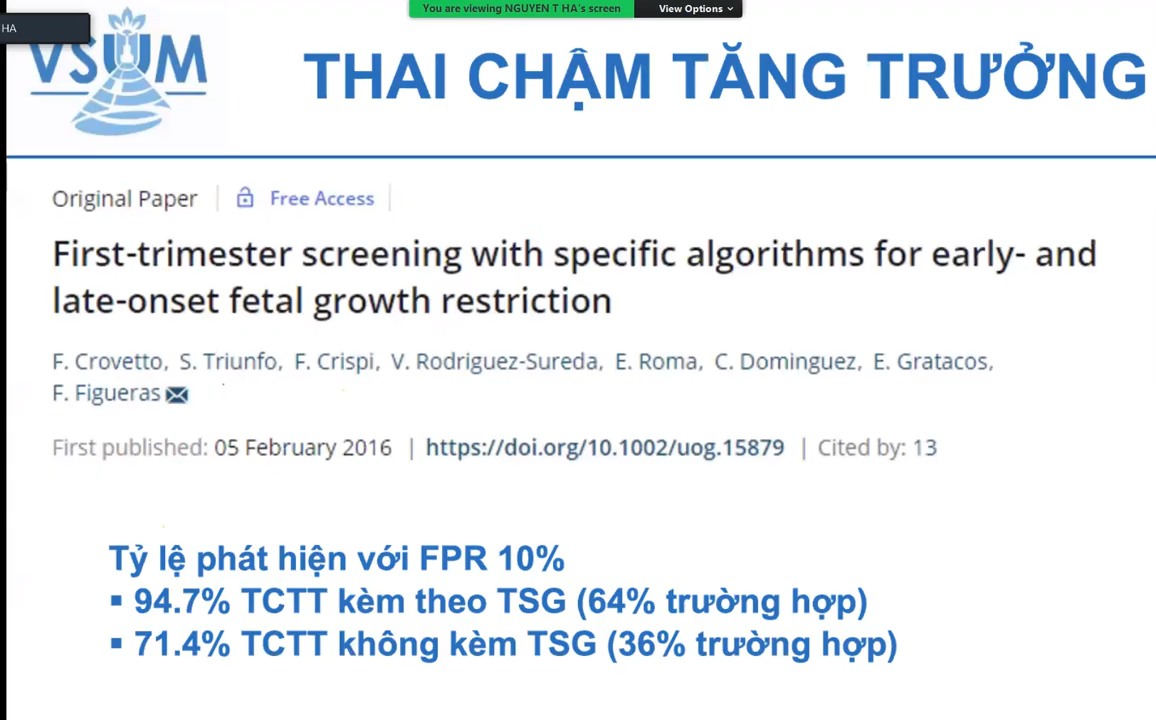 You are viewing NGUYEN T HA's screen
View Options
HA
VSUM
THAI CHẬM TĂNG TRƯỞNG
Original Paper
Free Access
First-trimester screening with specific algorithms for early- and
late-onset fetal growth restriction
F. Crovetto, S. Triunfo, F. Crispi, V. Rodriguez-Sureda, E. Roma, C. Dominguez, E. Gratacos,
F. Figueras
First published: 05 February 2016 | https://doi.org/10.1002/uog.15879 | Cited by: 13
Tỷ lệ phát hiện với FPR 10%
▪ 94.7% TCTT kèm theo TSG (64% trường hợp)
▪ 71.4% TCTT không kèm TSG (36% trường hợp)